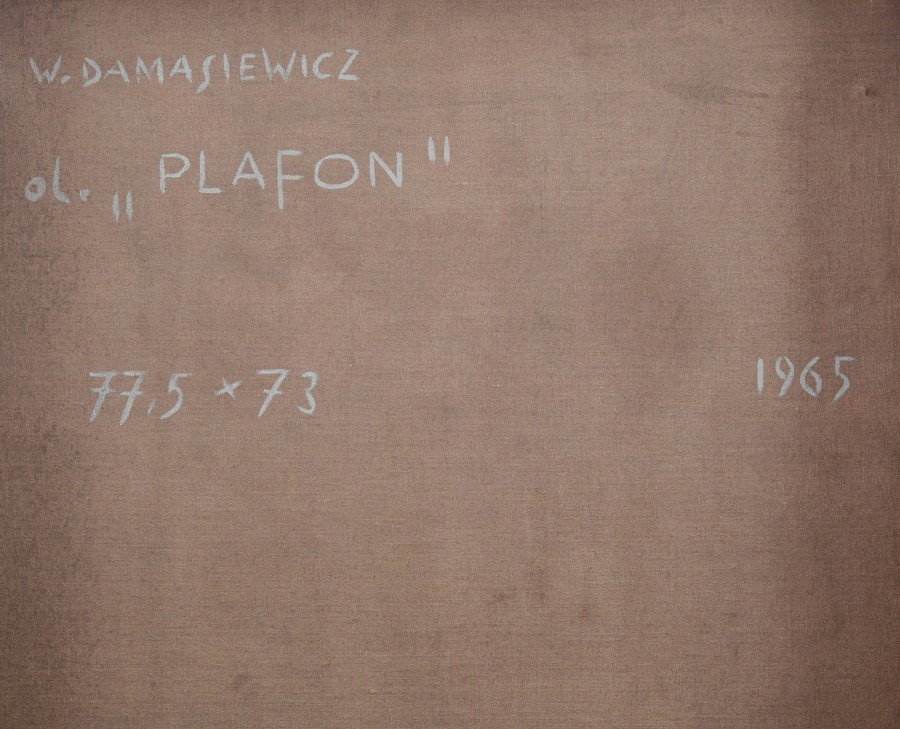 W. DAMASIEWICZ
ol. „PLAFON"
77,5 × 73
1965